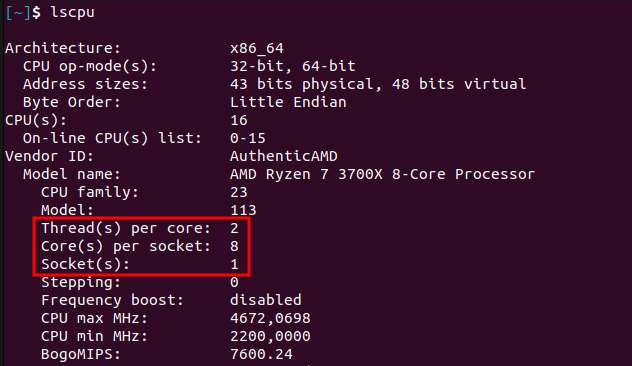 [~]$ lscpu
Architecture: x86_64
CPU op-mode(s): 32-bit, 64-bit
Address sizes: 43 bits physical, 48 bits virtual
Byte Order: Little Endian
CPU(s): 16
On-line CPU(s) list: 0-15
Vendor ID: AuthenticAMD
Model name: AMD Ryzen 7 3700X 8-Core Processor
CPU family: 23
Model: 113
Thread(s) per core: 2
Core(s) per socket: 8
Socket(s): 1
Stepping: 0
Frequency boost: disabled
CPU max MHz: 4672,0698
CPU min MHz: 2200,0000
BogoMIPS: 7600.24